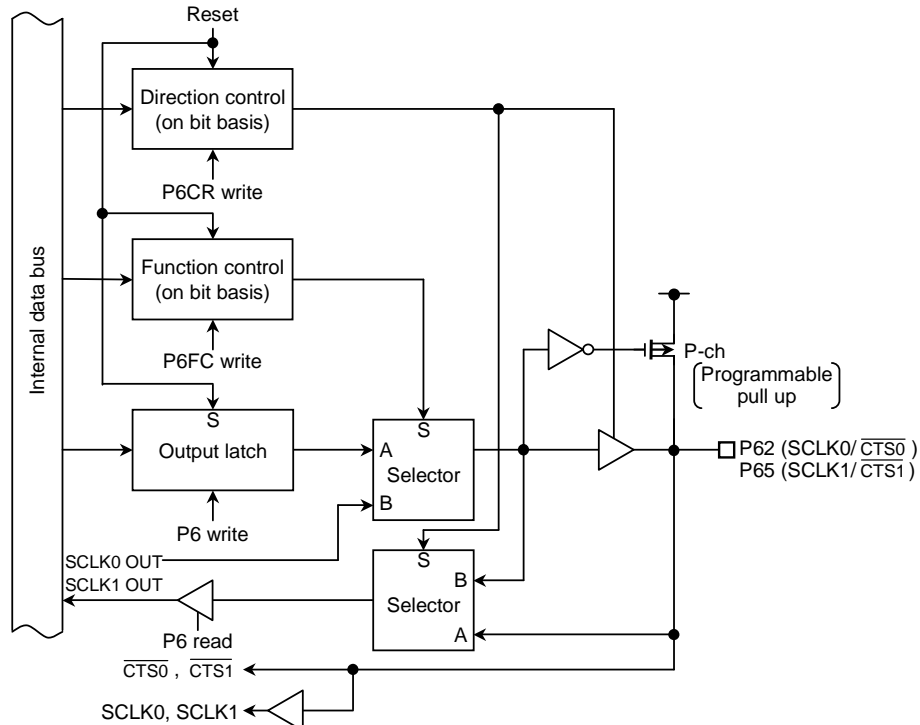 Reset
Direction control
(on bit basis)
P6CR write
Function control
(on bit basis)
P6FC write
Internal data bus
S
Output latch
P6 write
S
A
Selector
B
P-ch
Programmable
pull up
P62 (SCLK0/ CTS0 )
P65 (SCLK1/ CTS1 )
SCLK0 OUT
SCLK1 OUT
S
B
Selector
A
P6 read
CTS0 , CTS1
SCLK0, SCLK1